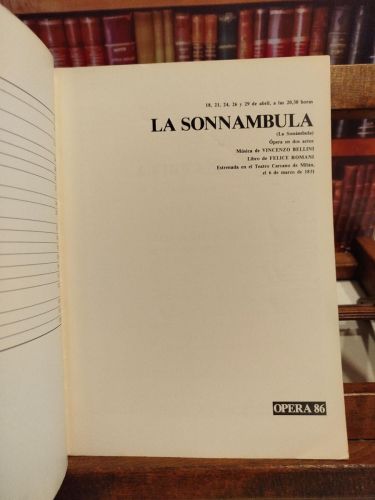 18, 21, 24, 26 y 29 de abril, a las 20,30 horas
LA SONNAMBULA
(La Sonámbula)
Ópera en dos actos
Música de VINCENZO BELLINI
Libro de FELICE ROMANI
Estrenada en el Teatro Carcano de Milán,
el 6 de marzo de 1831
OPERA 86